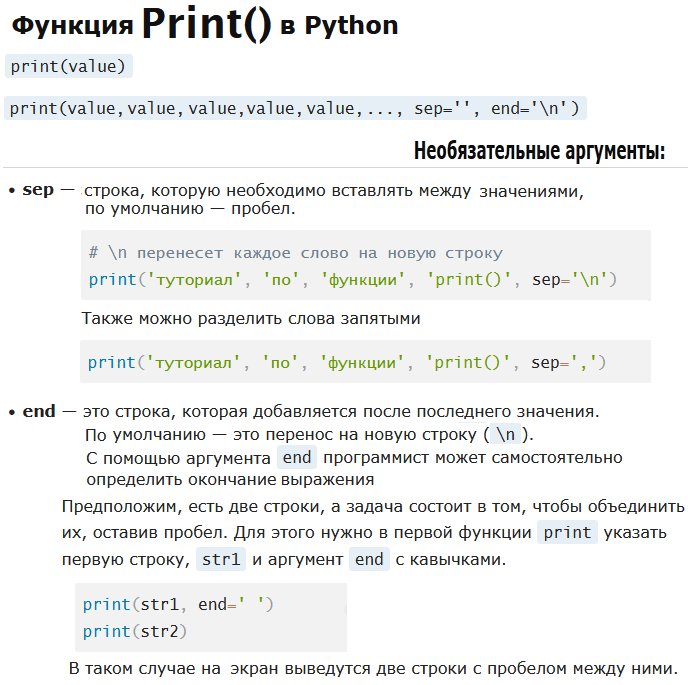 Функция Print() в Python
print(value)
print(value,value,value,value,value,..., sep='', end='\n')
Необязательные аргументы:
• sep — строка, которую необходимо вставлять между значениями,
по умолчанию — пробел.
# \n перенесет каждое слово на новую строку
print('туториал', 'по', 'функции', 'print()', sep='\n')
Также можно разделить слова запятыми
print('туториал', 'по', 'функции', 'print()', sep=',')
• end — это строка, которая добавляется после последнего значения.
По умолчанию — это перенос на новую строку ( \n ).
С помощью аргумента end программист может самостоятельно
определить окончание выражения
Предположим, есть две строки, а задача состоит в том, чтобы объединить
их, оставив пробел. Для этого нужно в первой функции print указать
первую строку, str1 и аргумент end с кавычками.
print(str1, end=' ')
print(str2)
В таком случае на экран выведутся две строки с пробелом между ними.